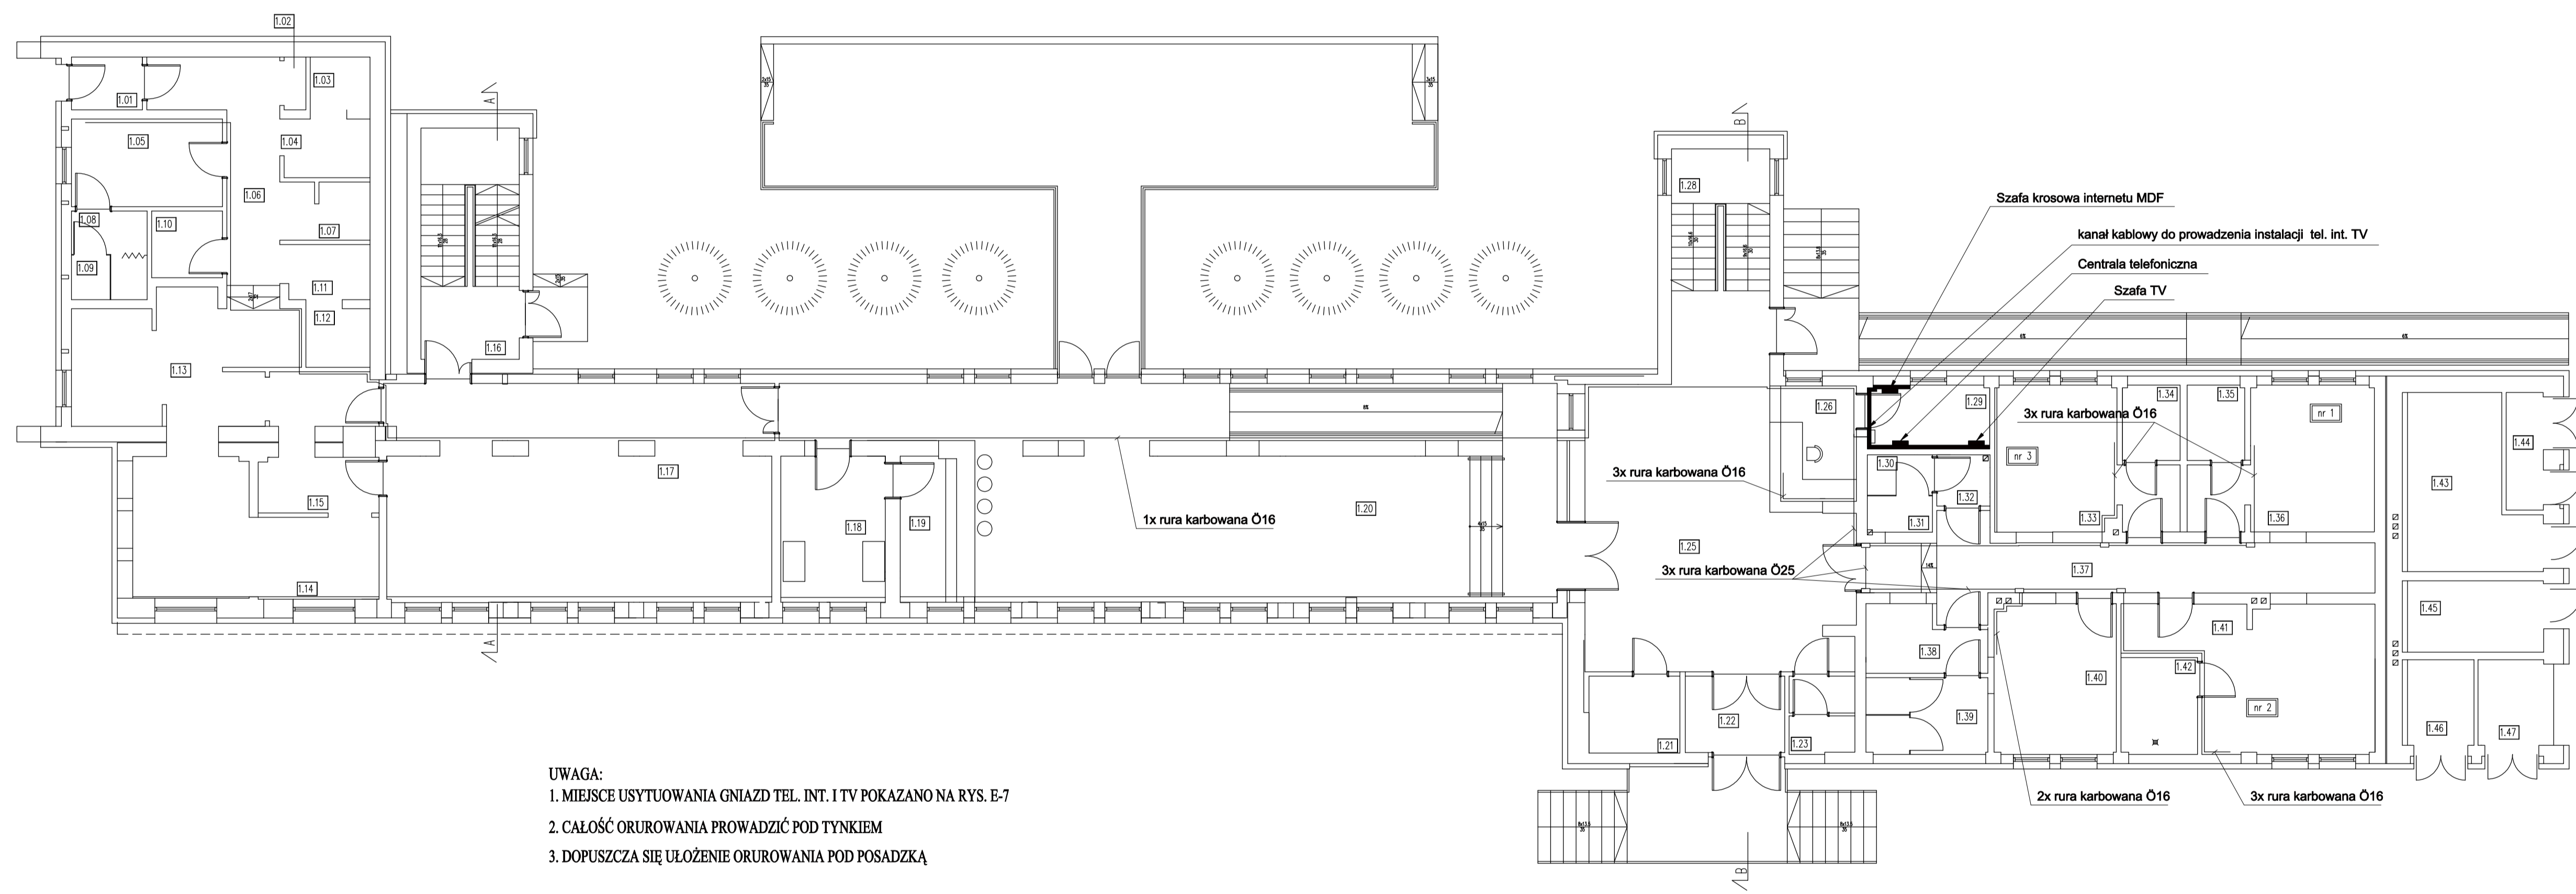 1.02
1.03
1.01
1.05
1.04
1.06
1.08
1.10
1.07
1.09
1.11
1.12
1.13
1.15
1.14
A
1.16
A
1.17
1.18
1.19
1.20
6%
1x rura karbowana Ö16
B
1.28
Szafa krosowa internetu MDF
kanał kablowy do prowadzenia instalacji tel. int. TV
Centrala telefoniczna
Szafa TV
6%
6%
1.26
1.29
1.34
1.35
nr 1
3x rura karbowana Ö16
1.44
nr 3
1.30
3x rura karbowana Ö16
1.32
1.43
1.31
1.33
1.36
1.25
3x rura karbowana Ö25
14%
1.37
1.45
1.41
1.38
1.42
1.40
nr 2
1.39
1.22
1.21
1.23
1.46
1.47
2x rura karbowana Ö16
3x rura karbowana Ö16
B
UWAGA:
1. MIEJSCE USYTUOWANIA GNIAZD TEL. INT. I TV POKAZANO NA RYS. E-7
2. CAŁOŚĆ ORUROWANIA PROWADZIĆ POD TYNKIEM
3. DOPUSZCZA SIĘ UŁOŻENIE ORUROWANIA POD POSADZKĄ